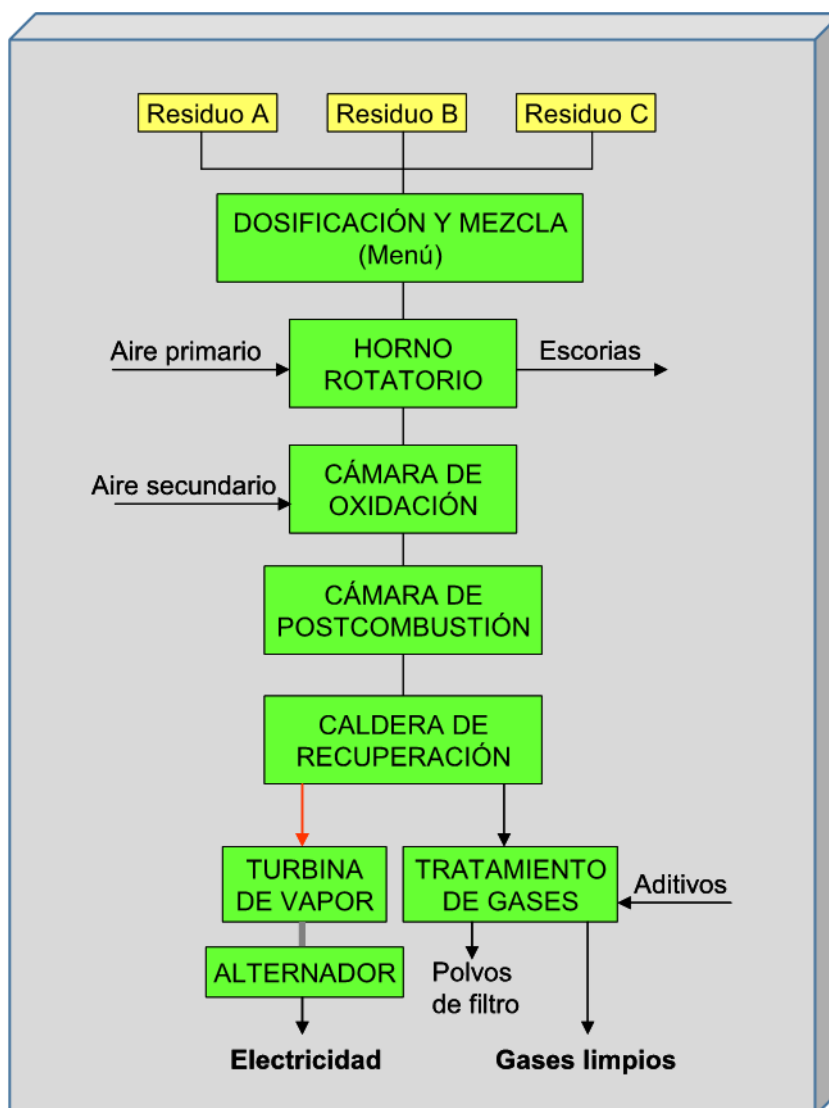 Residuo A
Residuo B
Residuo C
DOSIFICACIÓN Y MEZCLA
(Menú)
Aire primario
HORNO
ROTATORIO
Escorias
Aire secundario
CÁMARA DE
OXIDACIÓN
CÁMARA DE
POSTCOMBUSTIÓN
CALDERA DE
RECUPERACIÓN
TURBINA
DE VAPOR
TRATAMIENTO
DE GASES
Aditivos
ALTERNADOR
Polvos
de filtro
Electricidad
Gases limpios